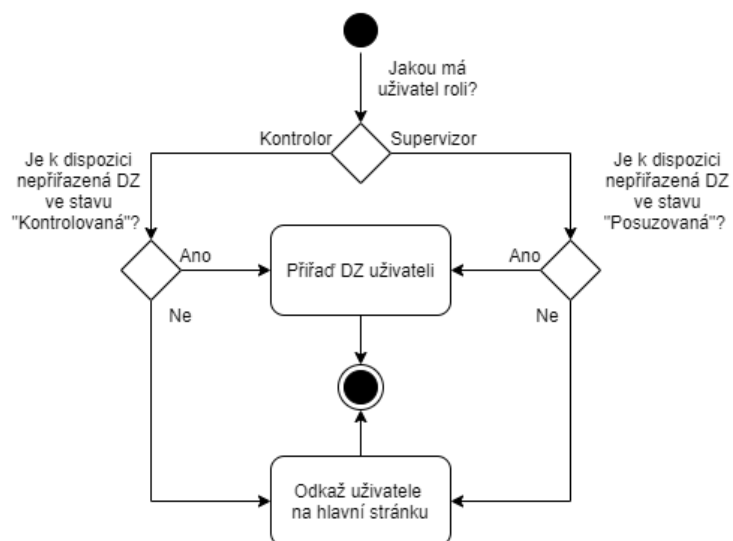 Jakou má
uživatel roli?
Kontrolor
Supervizor
Je k dispozici
nepřiřazená DZ
ve stavu
"Kontrolovaná"?
Je k dispozici
nepřiřazená DZ
ve stavu
"Posuzovaná"?
Ano
Přiřaď DZ uživateli
Ano
Ne
Ne
Odkaž uživatele
na hlavní stránku